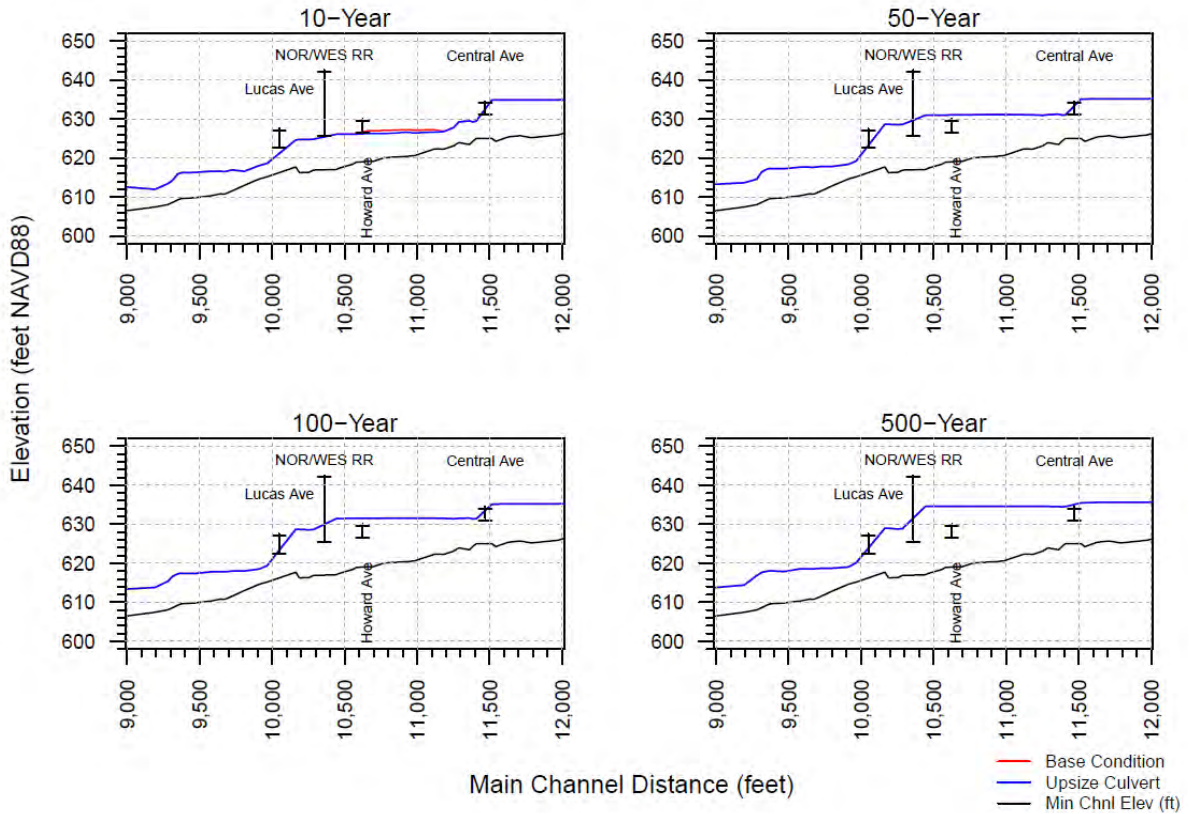 10−Year
650
640
630
620
610
600
NOR/WES RR
Central Ave
Lucas Ave
Howard Ave
9,000
9,500
10,000
10,500
11,000
11,500
12,000
50−Year
650
640
630
620
610
600
NOR/WES RR
Central Ave
Lucas Ave
Howard Ave
9,000
9,500
10,000
10,500
11,000
11,500
12,000
Elevation (feet NAVD88)
100−Year
650
640
630
620
610
600
NOR/WES RR
Central Ave
Lucas Ave
Howard Ave
9,000
9,500
10,000
10,500
11,000
11,500
12,000
500−Year
650
640
630
620
610
600
NOR/WES RR
Central Ave
Lucas Ave
Howard Ave
9,000
9,500
10,000
10,500
11,000
11,500
12,000
Main Channel Distance (feet)
Base Condition
Upsize Culvert
Min Chnl Elev (ft)